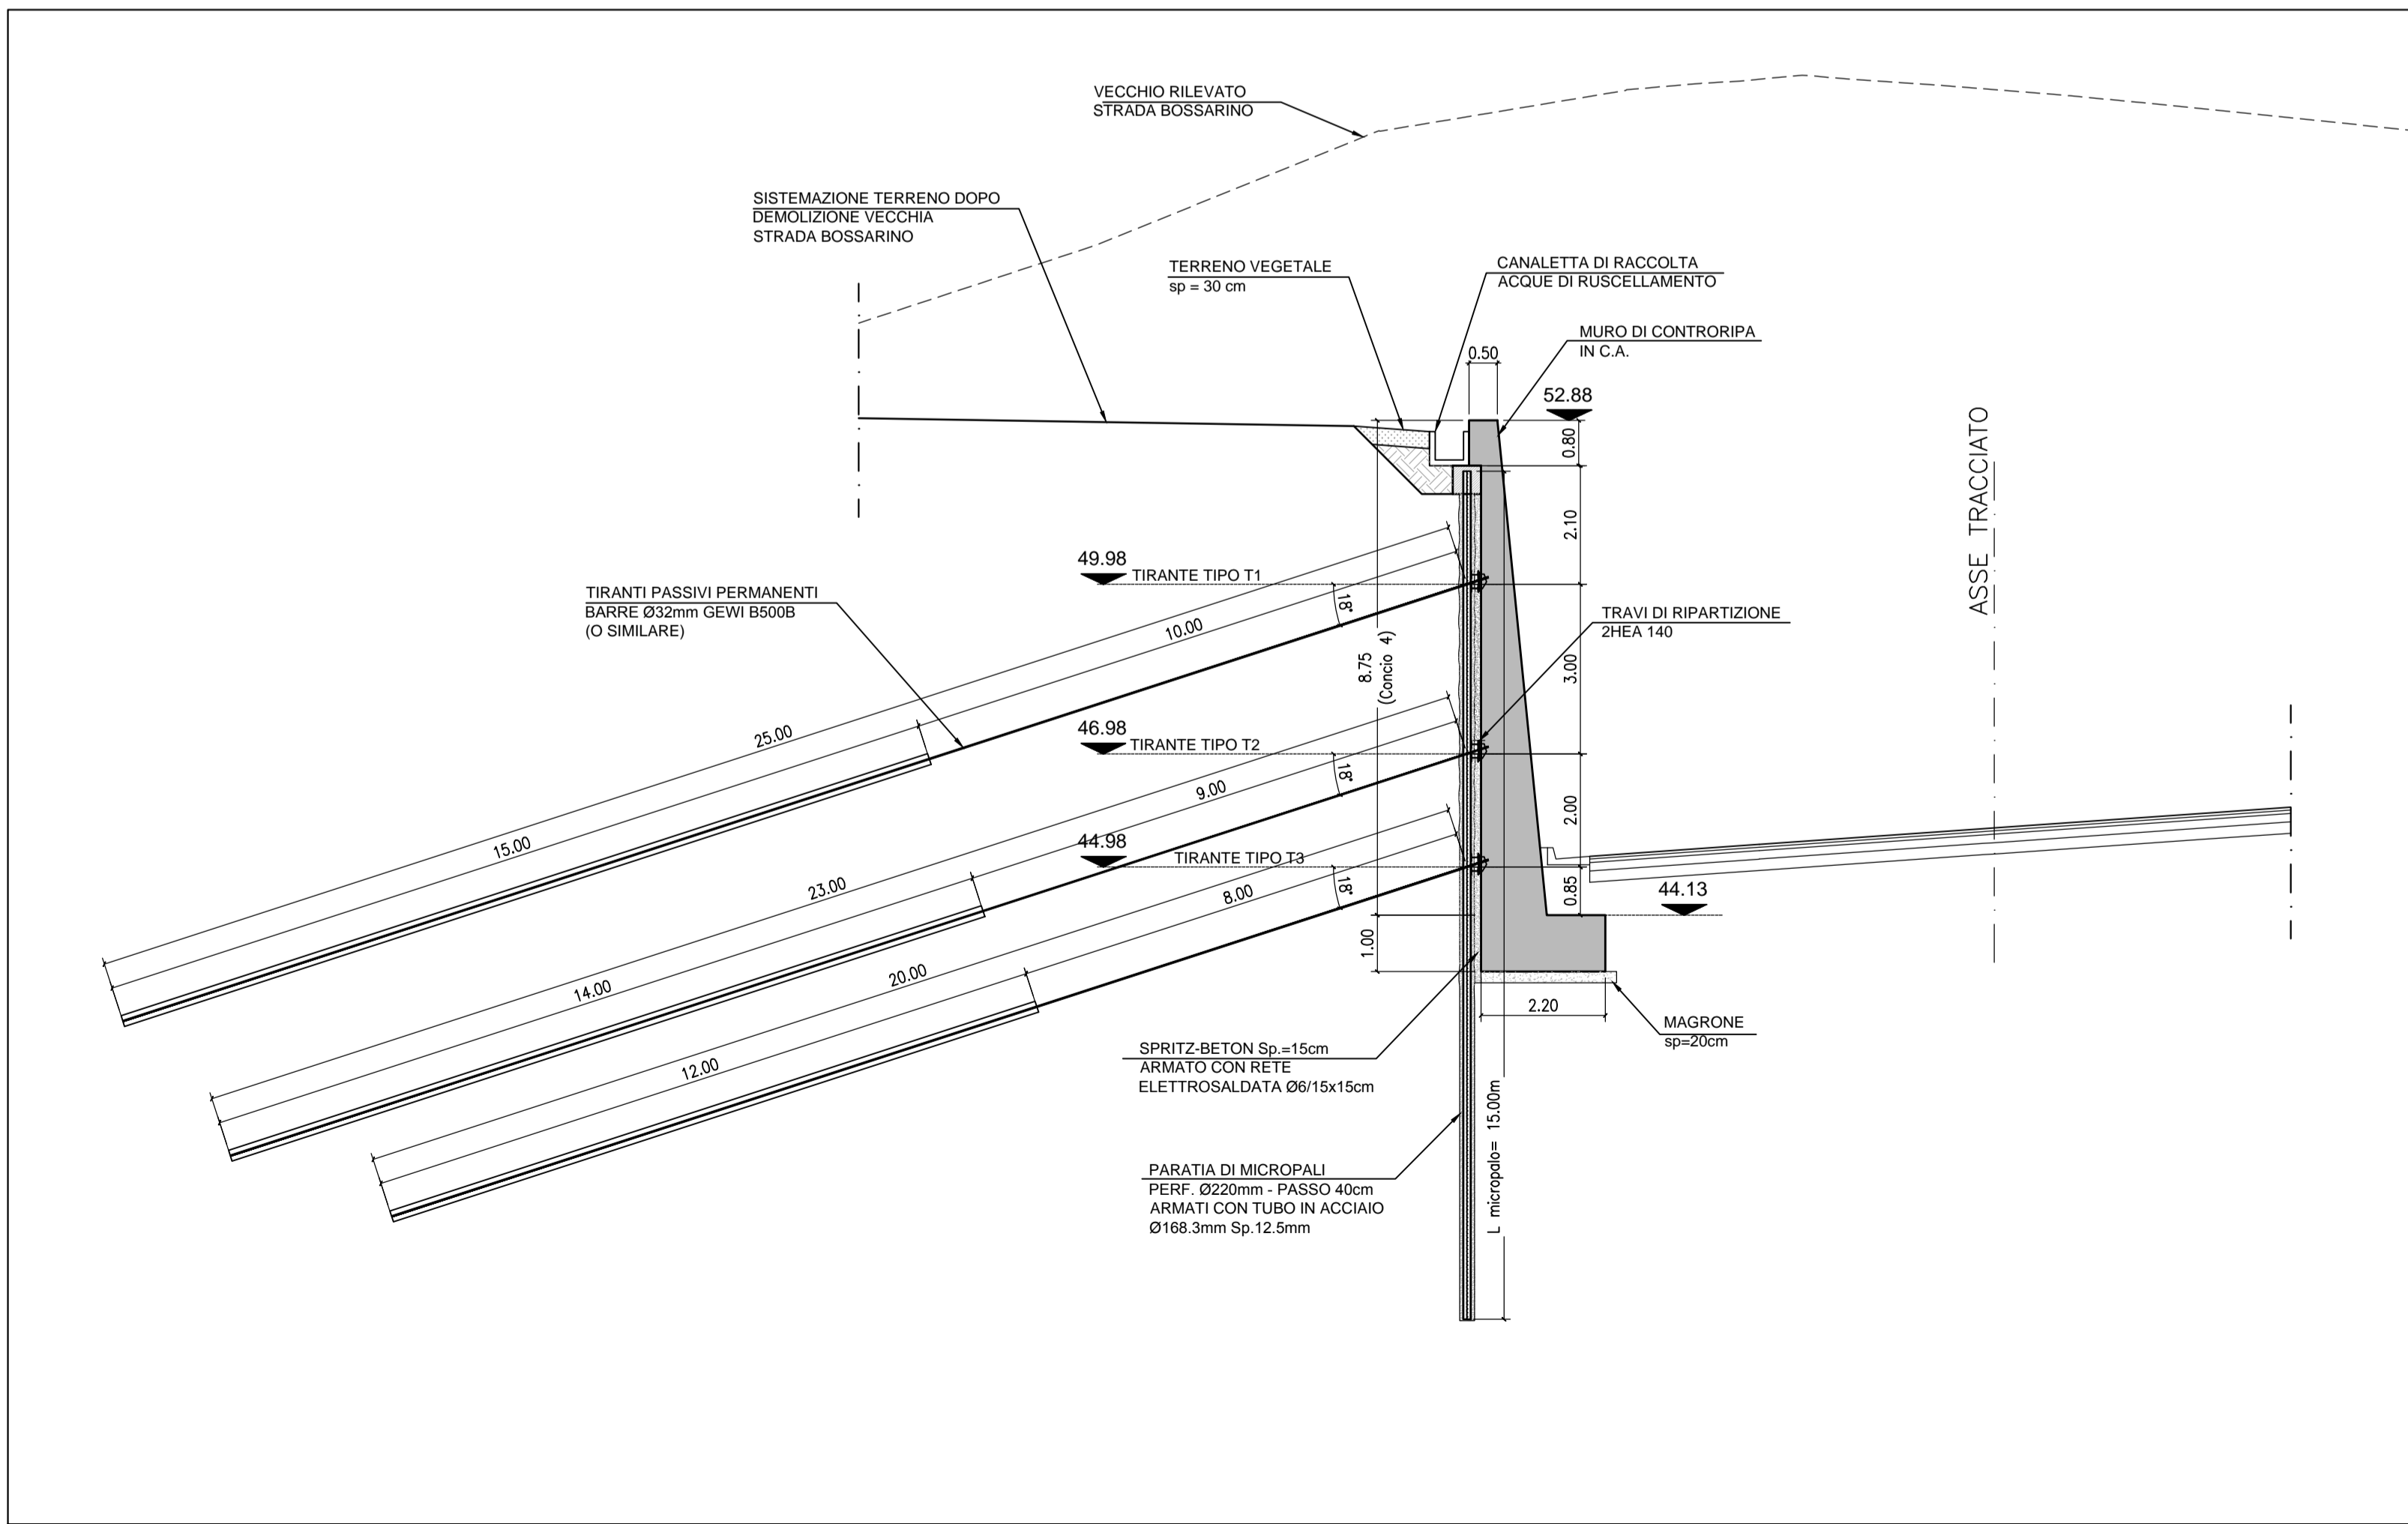 VECCHIO RILEVATO
STRADA BOSSARINO
SISTEMAZIONE TERRENO DOPO
DEMOLIZIONE VECCHIA
STRADA BOSSARINO
TERRENO VEGETALE
sp = 30 cm
CANALETTA DI RACCOLTA
ACQUE DI RUSCELLAMENTO
MURO DI CONTRORIPA
IN C.A.
0.50
52.88
0.80
ASSE TRACCIATO
2.10
49.98
TIRANTE TIPO T1
18°
TIRANTI PASSIVI PERMANENTI
BARRE Ø32mm GEWI B500B
(O SIMILARE)
10.00
8.75
(Concio 4)
3.00
TRAVI DI RIPARTIZIONE
2HEA 140
25.00
46.98
TIRANTE TIPO T2
18°
9.00
2.00
15.00
44.98
TIRANTE TIPO T3
18°
23.00
8.00
0.85
44.13
1.00
14.00
20.00
2.20
12.00
MAGRONE
sp=20cm
SPRITZ-BETON Sp.=15cm
ARMATO CON RETE
ELETTROSALDATA Ø6/15x15cm
L micropalo= 15.00m
PARATIA DI MICROPALI
PERF. Ø220mm - PASSO 40cm
ARMATI CON TUBO IN ACCIAIO
Ø168.3mm Sp.12.5mm